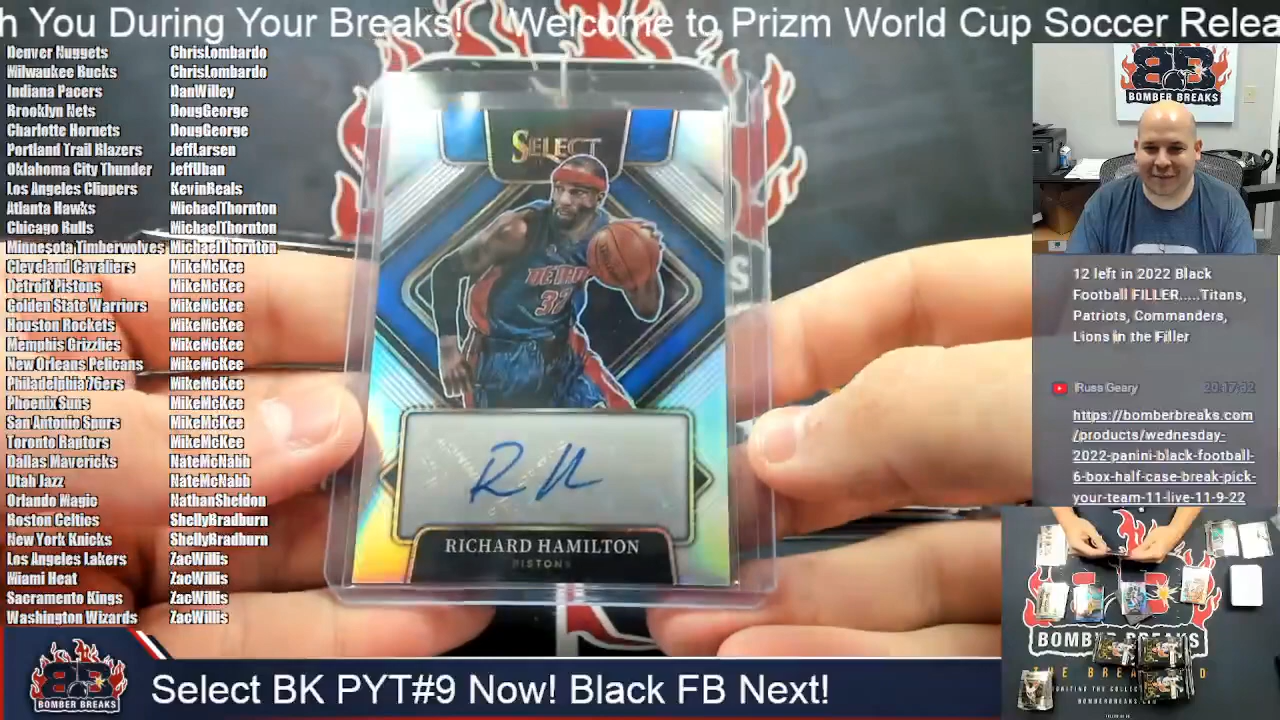 h You During Your Breaks! Welcome to Prizm World Cup Soccer Relea
Denver Nuggets ChrisLombardo
Milwaukee Bucks ChrisLombardo
Indiana Pacers DanWilley
Brooklyn Nets DougGeorge
Charlotte Hornets DougGeorge
Portland Trail Blazers JeffLarsen
Oklahoma City Thunder JeffUban
Los Angeles Clippers KevinReals
Atlanta Hawks MichaelThornton
Chicago Bulls MichaelThornton
Minnesota Timberwolves MichaelThornton
Cleveland Cavaliers MikeMcKee
Detroit Pistons MikeMcKee
Golden State Warriors MikeMcKee
Houston Rockets MikeMcKee
Memphis Grizzlies MikeMcKee
New Orleans Pelicans MikeMcKee
Philadelphia 76ers MikeMcKee
Phoenix Suns MikeMcKee
San Antonio Spurs MikeMcKee
Toronto Raptors MikeMcKee
Dallas Mavericks NateMcNabb
Utah Jazz NateMcNabb
Orlando Magic NathanSheldon
Boston Celtics ShellyBradburn
New York Knicks ShellyBradburn
Los Angeles Lakers ZacWillis
Miami Heat ZacWillis
Sacramento Kings ZacWillis
Washington Wizards ZacWillis
SELECT
DETROIT
32
RICHARD HAMILTON
PISTONS
BOMBER BREAKS
12 left in 2022 Black
Football FILLER.....Titans,
Patriots, Commanders,
Lions in the Filler
Russ Geary 20:17:32
https://bomberbreaks.com
/products/wednesday-
2022-panini-black-football-
6-box-half-case-break-pick-
your-team-11-live-11-9-22
BOMBER BREAKS
BOMBERBREAKS.COM
BOMBER BREAKS
Select BK PYT#9 Now! Black FB Next!